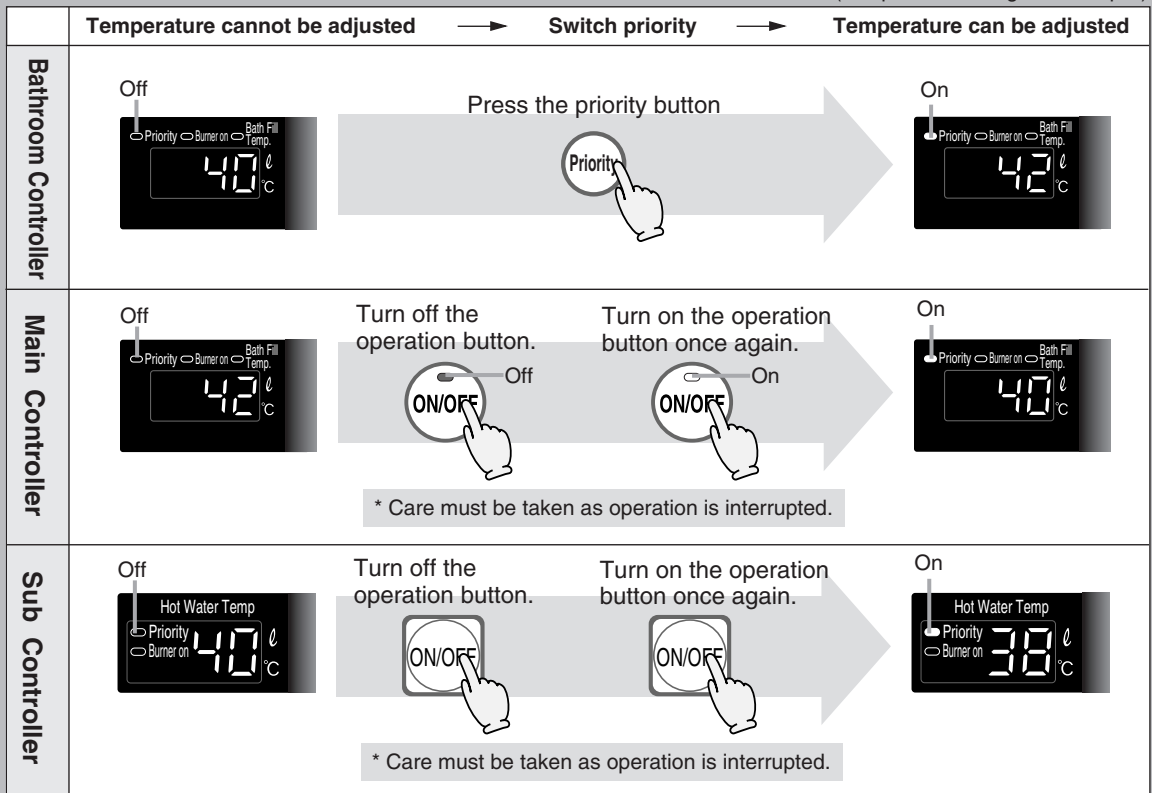 Temperature cannot be adjusted → Switch priority → Temperature can be adjusted
Bathroom Controller
Off
Priority Burner on Bath Fill Temp.
40 ℓ °C
Press the priority button
Priority
On
Priority Burner on Bath Fill Temp.
42 ℓ °C
Main Controller
Off
Priority Burner on Bath Fill Temp.
42 ℓ °C
Turn off the
operation button.
Off
ON/OFF
Turn on the operation
button once again.
On
ON/OFF
* Care must be taken as operation is interrupted.
On
Priority Burner on Bath Fill Temp.
40 ℓ °C
Sub Controller
Off
Hot Water Temp
Priority
Burner on
40 ℓ °C
Turn off the
operation button.
ON/OFF
Turn on the operation
button once again.
ON/OFF
* Care must be taken as operation is interrupted.
On
Hot Water Temp
Priority
Burner on
38 ℓ °C